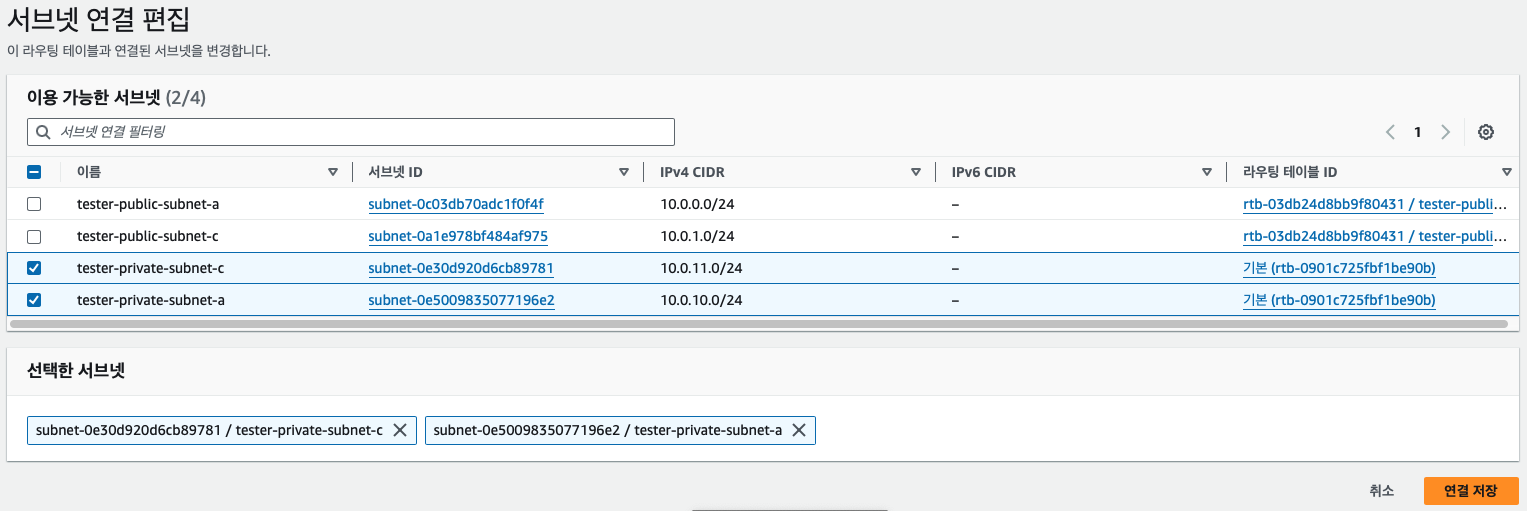 서브넷 연결 편집
이 라우팅 테이블과 연결된 서브넷을 변경합니다.
이용 가능한 서브넷 (2/4)
서브넷 연결 필터링
1
이름 서브넷 ID IPv4 CIDR IPv6 CIDR 라우팅 테이블 ID
tester-public-subnet-a subnet-0c03db70adc1f0f4f 10.0.0.0/24 – rtb-03db24d8bb9f80431 / tester-publi...
tester-public-subnet-c subnet-0a1e978bf484af975 10.0.1.0/24 – rtb-03db24d8bb9f80431 / tester-publi...
tester-private-subnet-c subnet-0e30d920d6cb89781 10.0.11.0/24 – 기본 (rtb-0901c725fbf1be90b)
tester-private-subnet-a subnet-0e5009835077196e2 10.0.10.0/24 – 기본 (rtb-0901c725fbf1be90b)
선택한 서브넷
subnet-0e30d920d6cb89781 / tester-private-subnet-c subnet-0e5009835077196e2 / tester-private-subnet-a
취소 연결 저장